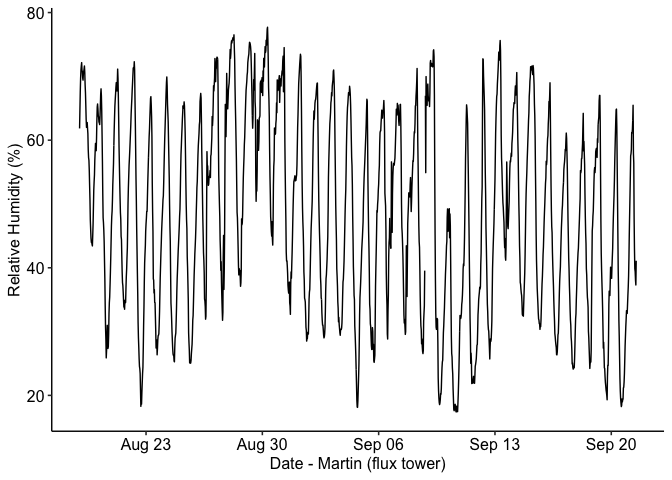 80
60
40
20
Relative Humidity (%)
Aug 23 Aug 30 Sep 06 Sep 13 Sep 20
Date - Martin (flux tower)